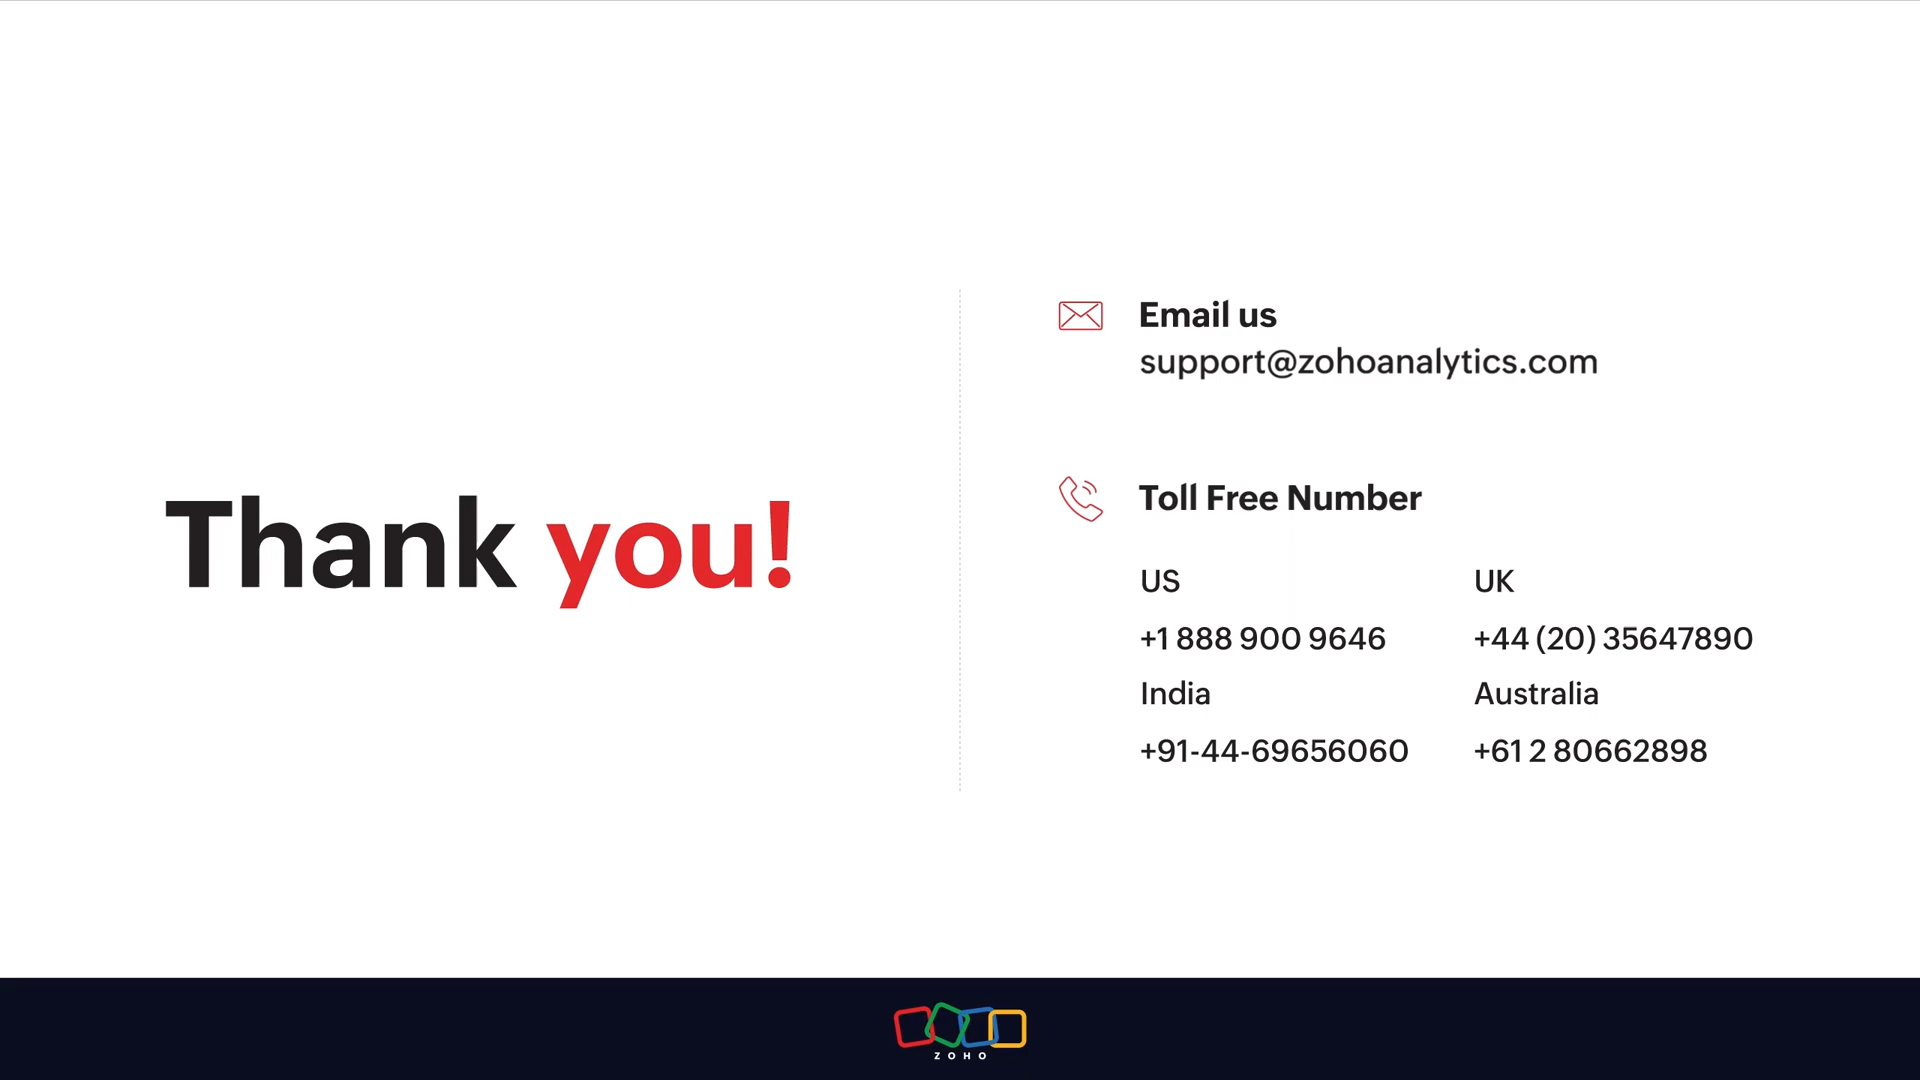 Thank you!
Email us
support@zohoanalytics.com
Toll Free Number
US
+1 888 900 9646
UK
+44 (20) 35647890
India
+91-44-69656060
Australia
+61 2 80662898
ZOHO